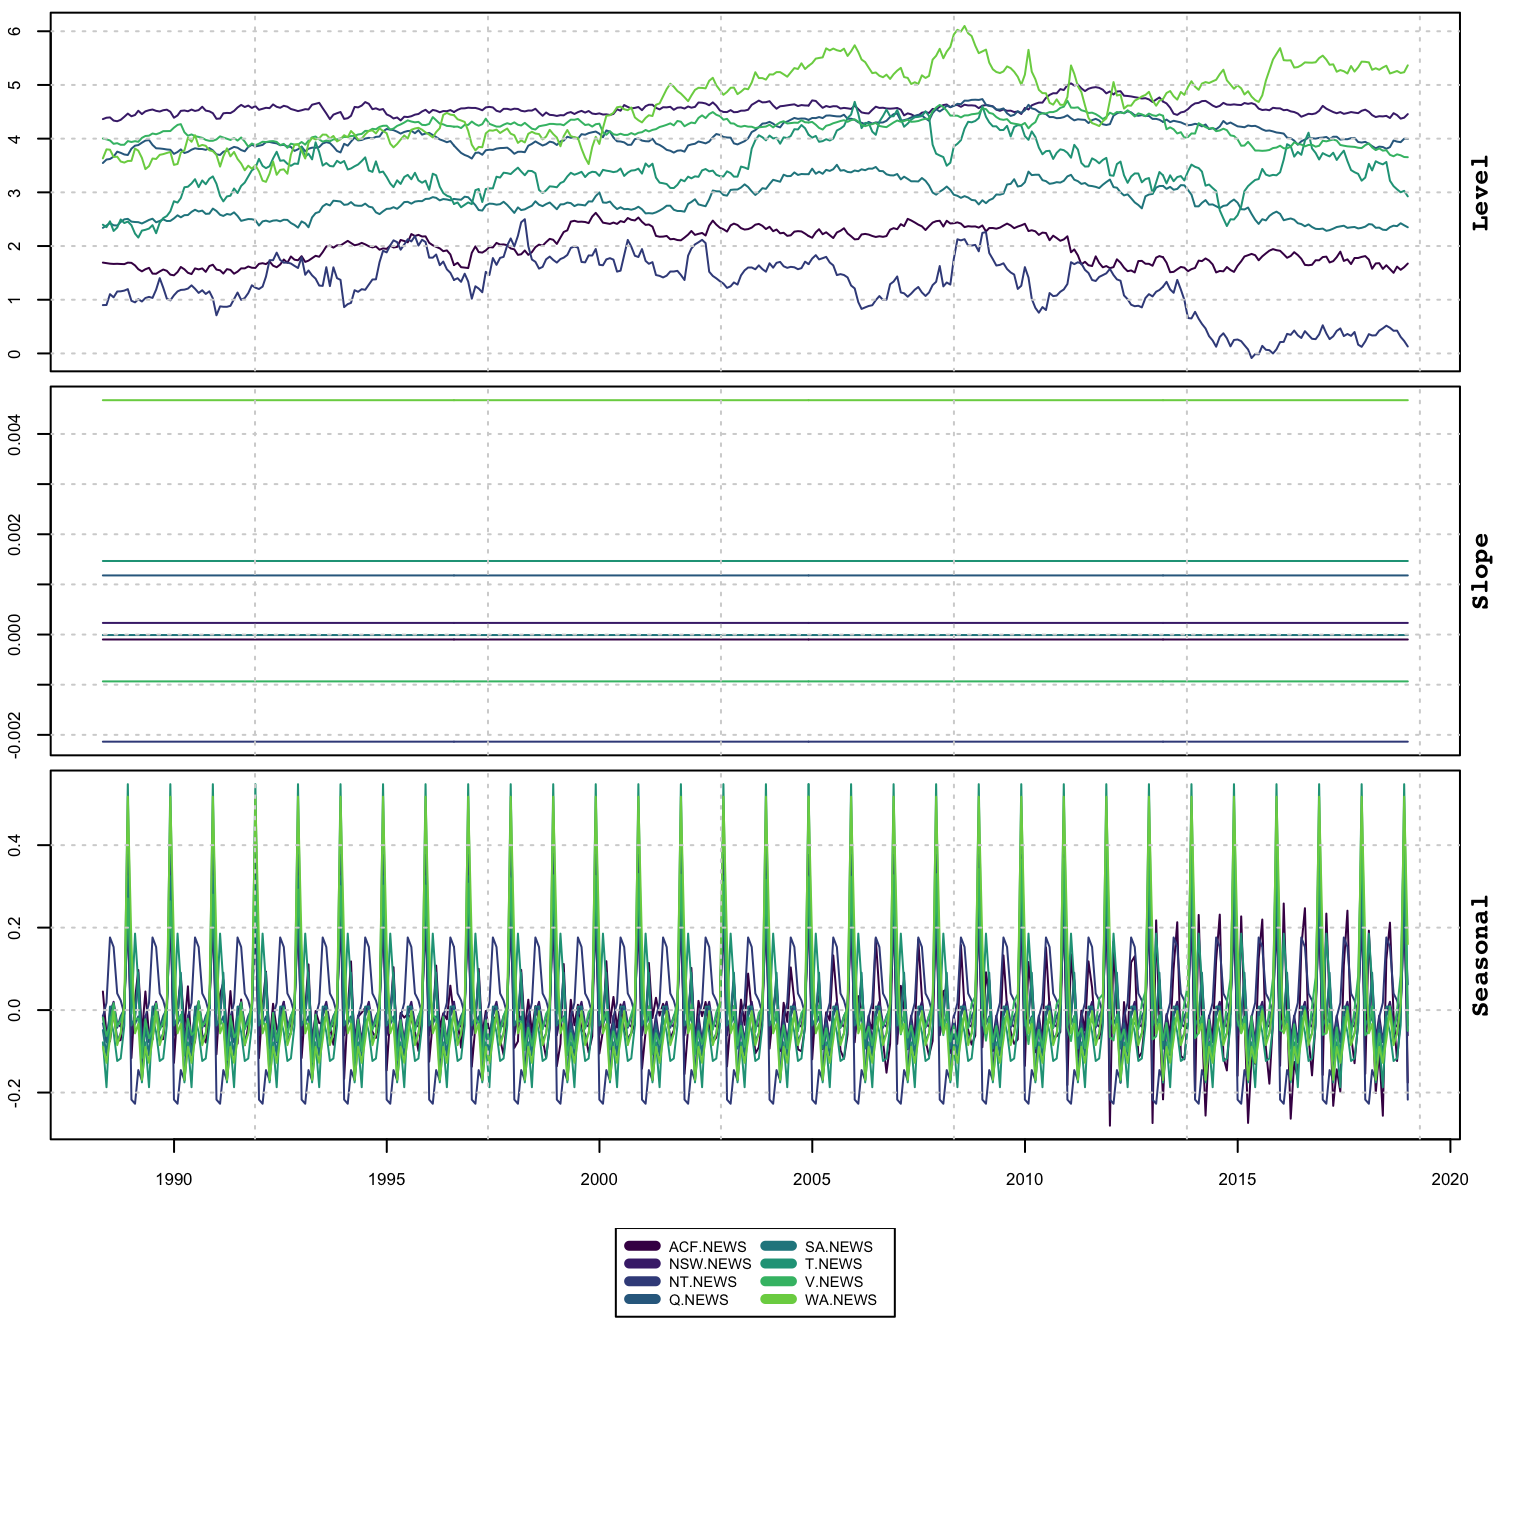 6
5
4
3
2
1
0
Level
0.004
0.002
0.000
-0.002
Slope
0.4
0.2
0.0
-0.2
Seasonal
1990 1995 2000 2005 2010 2015 2020
ACF.NEWS SA.NEWS
NSW.NEWS T.NEWS
NT.NEWS V.NEWS
Q.NEWS WA.NEWS